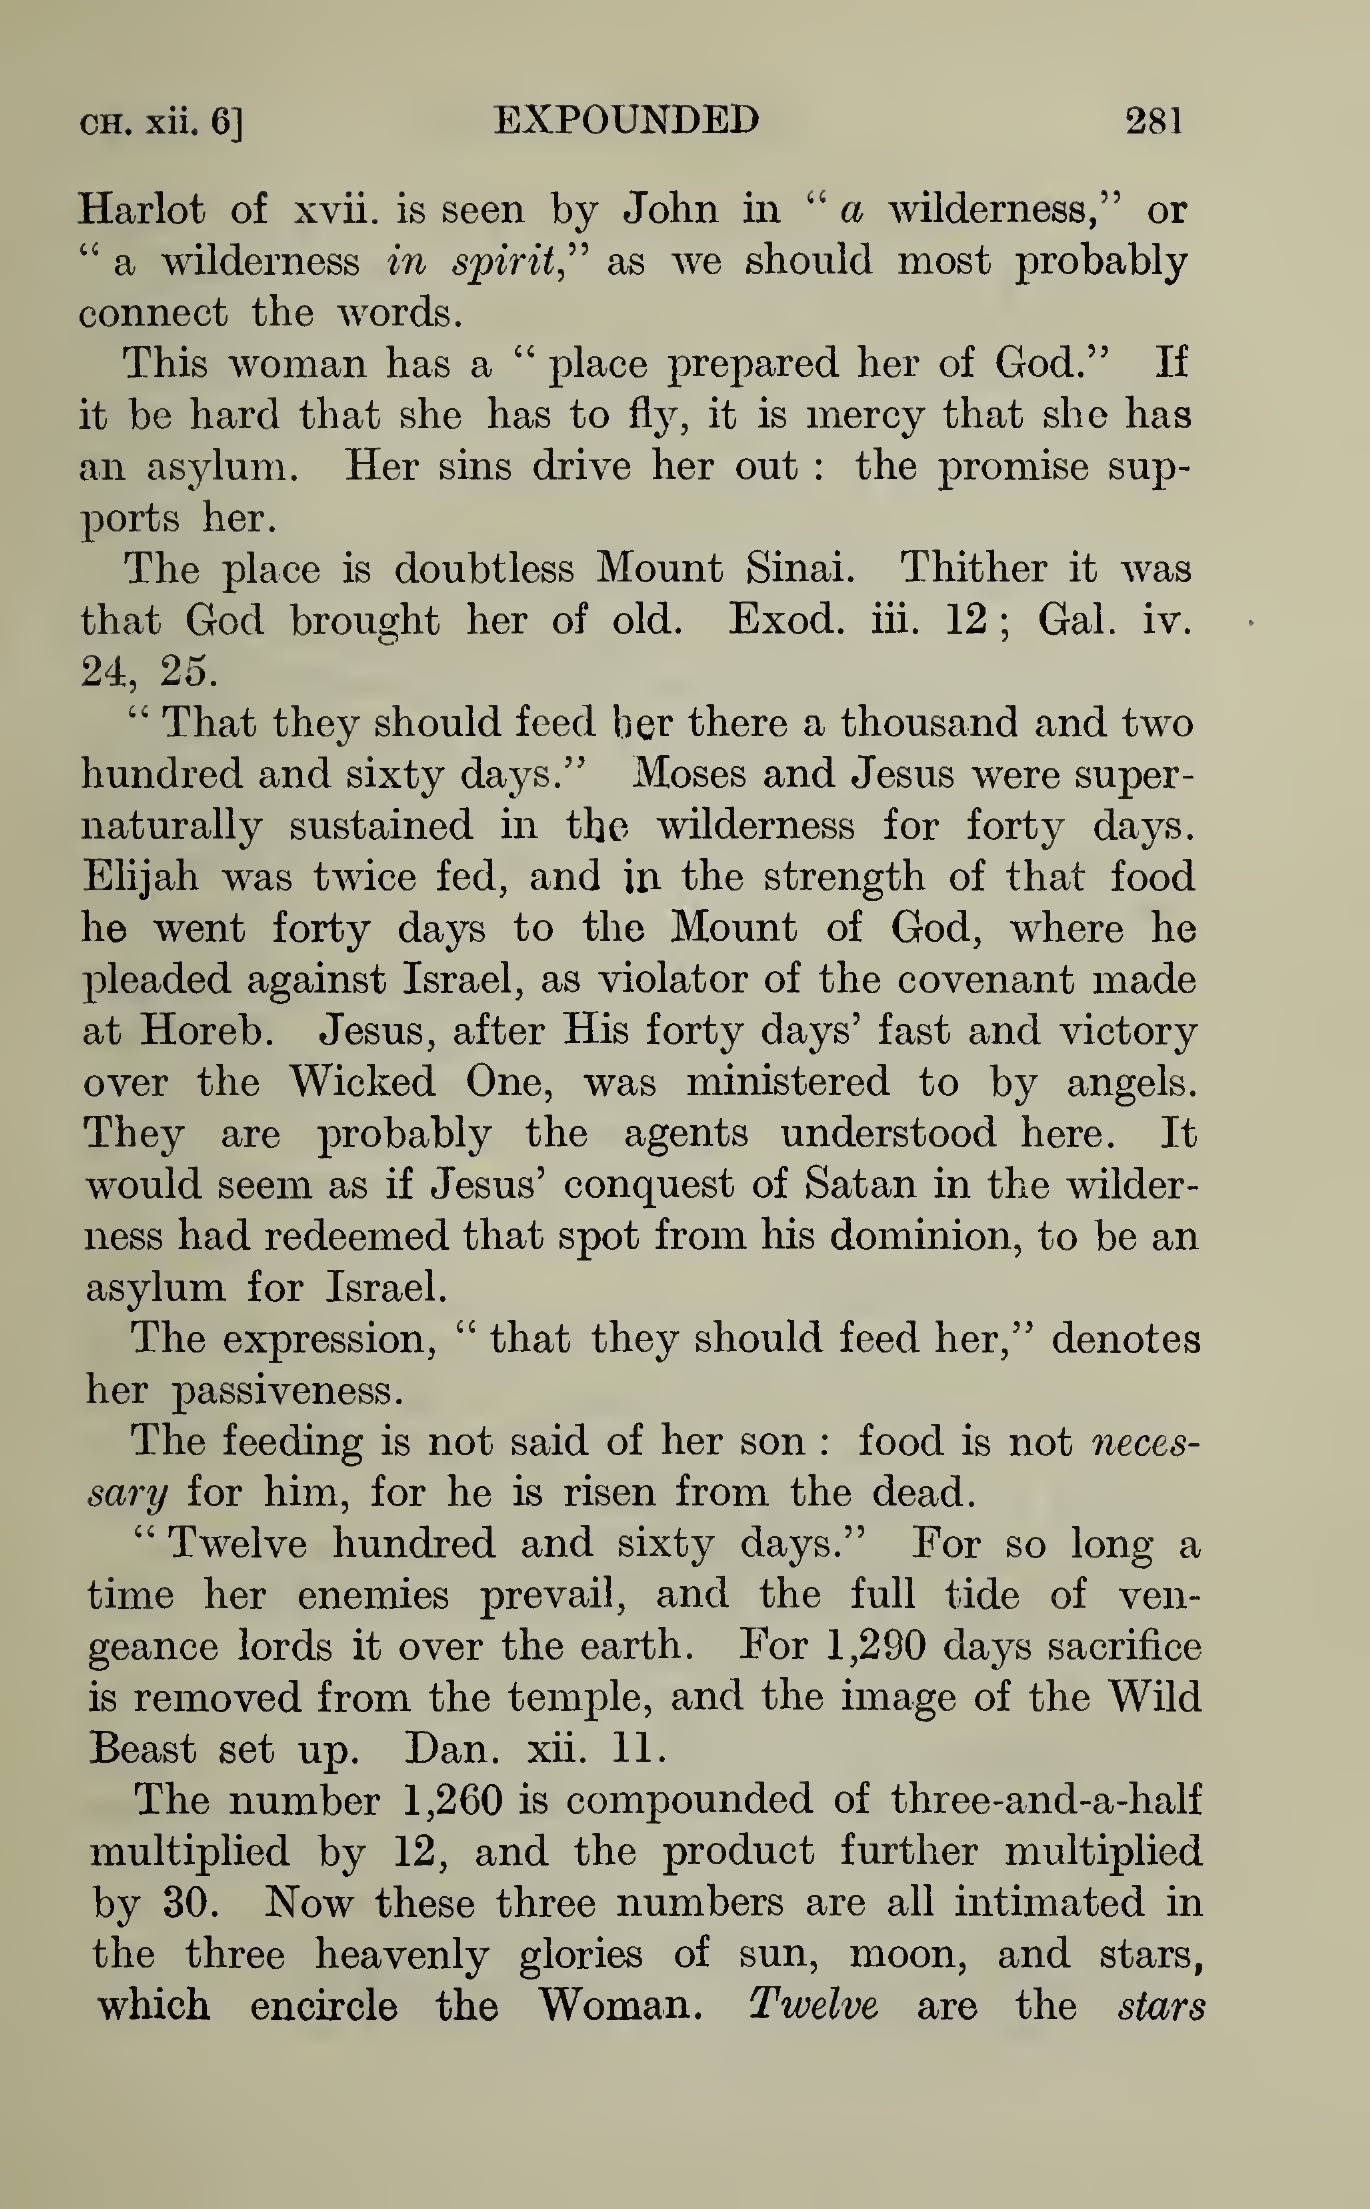 CH. xii. 6] EXPOUNDED 281
Harlot of xvii. is seen by John in “ a wilderness,” or
“ a wilderness in spirit,” as we should most probably
connect the words.
This woman has a “ place prepared her of God.” If
it be hard that she has to fly, it is mercy that she has
an asylum. Her sins drive her out : the promise sup-
ports her.
The place is doubtless Mount Sinai. Thither it was
that God brought her of old. Exod. iii. 12 ; Gal. iv.
24, 25.
“ That they should feed her there a thousand and two
hundred and sixty days.” Moses and Jesus were super-
naturally sustained in the wilderness for forty days.
Elijah was twice fed, and in the strength of that food
he went forty days to the Mount of God, where he
pleaded against Israel, as violator of the covenant made
at Horeb. Jesus, after His forty days’ fast and victory
over the Wicked One, was ministered to by angels.
They are probably the agents understood here. It
would seem as if Jesus’ conquest of Satan in the wilder-
ness had redeemed that spot from his dominion, to be an
asylum for Israel.
The expression, “ that they should feed her,” denotes
her passiveness.
The feeding is not said of her son : food is not neces-
sary for him, for he is risen from the dead.
“ Twelve hundred and sixty days.” For so long a
time her enemies prevail, and the full tide of ven-
geance lords it over the earth. For 1,290 days sacrifice
is removed from the temple, and the image of the Wild
Beast set up. Dan. xii. 11.
The number 1,260 is compounded of three-and-a-half
multiplied by 12, and the product further multiplied
by 30. Now these three numbers are all intimated in
the three heavenly glories of sun, moon, and stars,
which encircle the Woman. Twelve are the stars